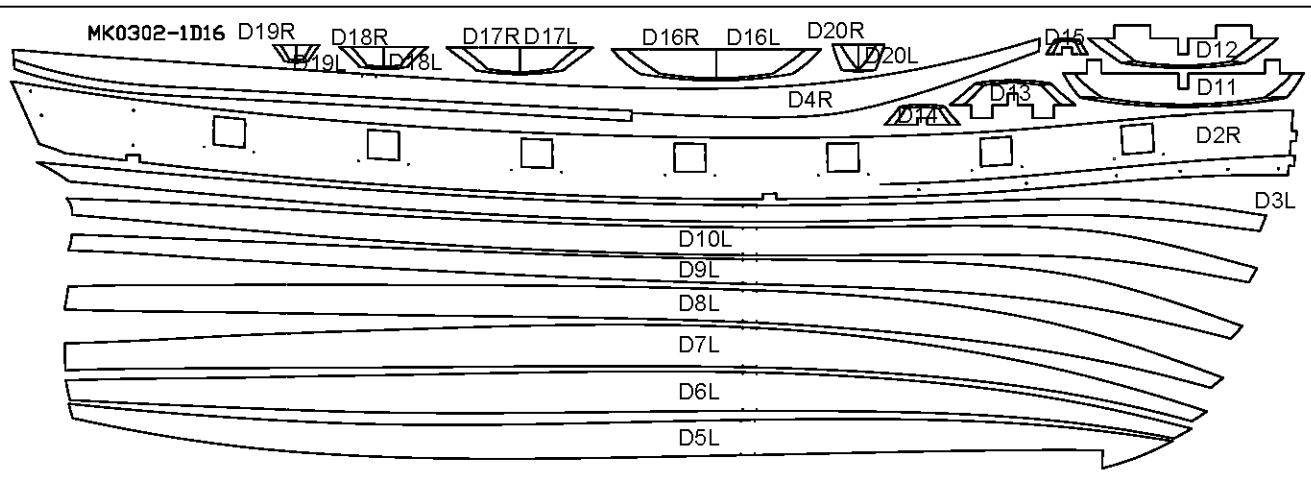 MK0302-1D16
D19R
D18R
D17R
D17L
D16R
D16L
D20R
D15
D12
D19L
D18L
D20L
D11
D4R
D13
D14
D2R
D3L
D10L
D9L
D8L
D7L
D6L
D5L